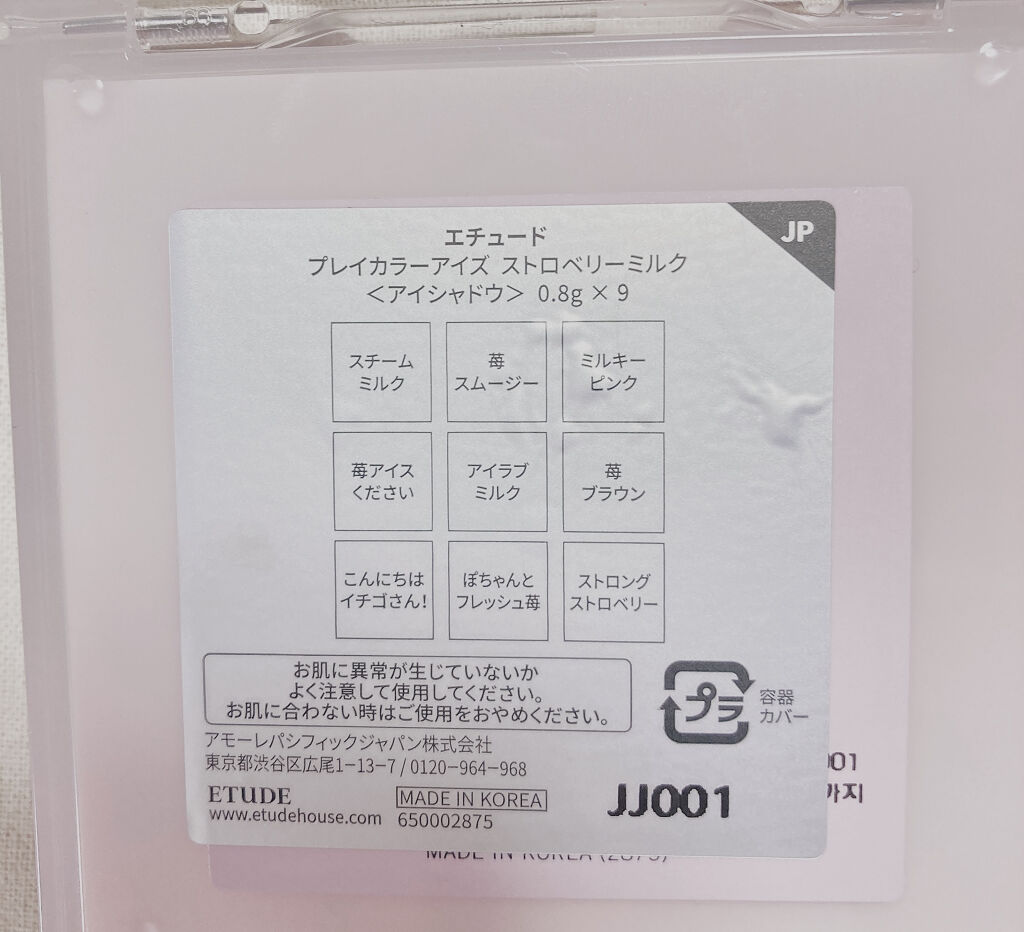 JP
エチュード
プレイカラーアイズ ストロベリーミルク
＜アイシャドウ＞ 0.8g × 9
スチーム
ミルク
苺
スムージー
ミルキー
ピンク
苺アイス
ください
アイラブ
ミルク
苺
ブラウン
こんにちは
イチゴさん!
ぽちゃんと
フレッシュ苺
ストロング
ストロベリー
お肌に異常が生じていないか
よく注意して使用してください。
お肌に合わない時はご使用をおやめください。
プラ
容器
カバー
アモーレパシフィックジャパン株式会社
東京都渋谷区広尾1-13-7 / 0120-964-968
ETUDE
MADE IN KOREA
www.etudehouse.com
650002875
JJ001
001
까지
MADE IN KOREA (2875)